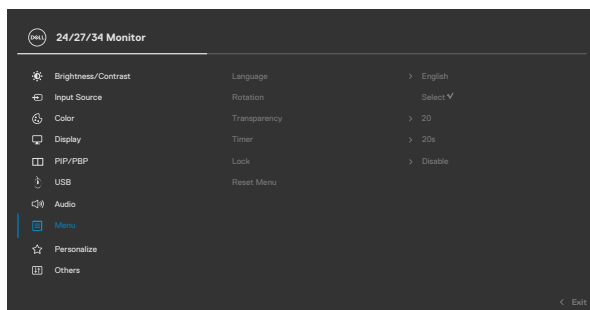 DELL 24/27/34 Monitor
Brightness/Contrast Language > English
Input Source Rotation Select ✓
Color Transparency > 20
Display Timer > 20s
PIP/PBP Lock > Disable
USB Reset Menu
Audio
Menu
Personalize
Others
< Exit